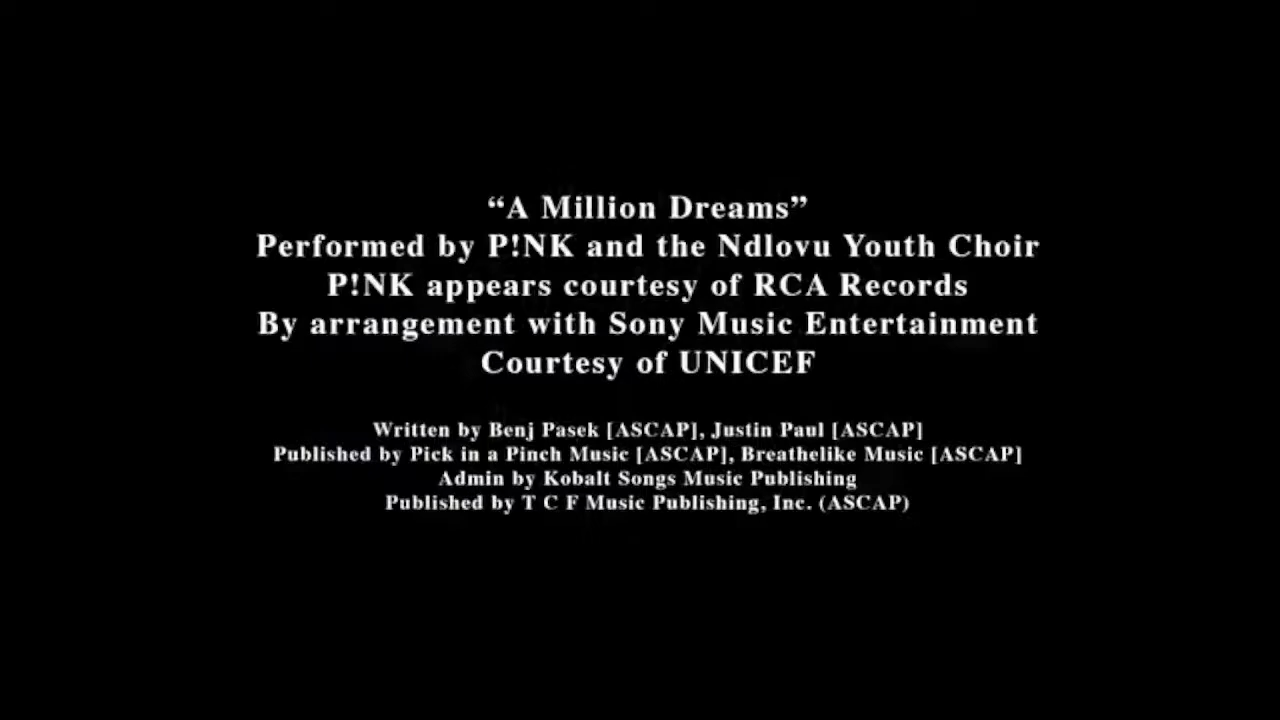 “A Million Dreams”
Performed by P!NK and the Ndlovu Youth Choir
P!NK appears courtesy of RCA Records
By arrangement with Sony Music Entertainment
Courtesy of UNICEF
Written by Benj Pasek [ASCAP], Justin Paul [ASCAP]
Published by Pick in a Pinch Music [ASCAP], Breathelike Music [ASCAP]
Admin by Kobalt Songs Music Publishing
Published by T C F Music Publishing, Inc. (ASCAP)